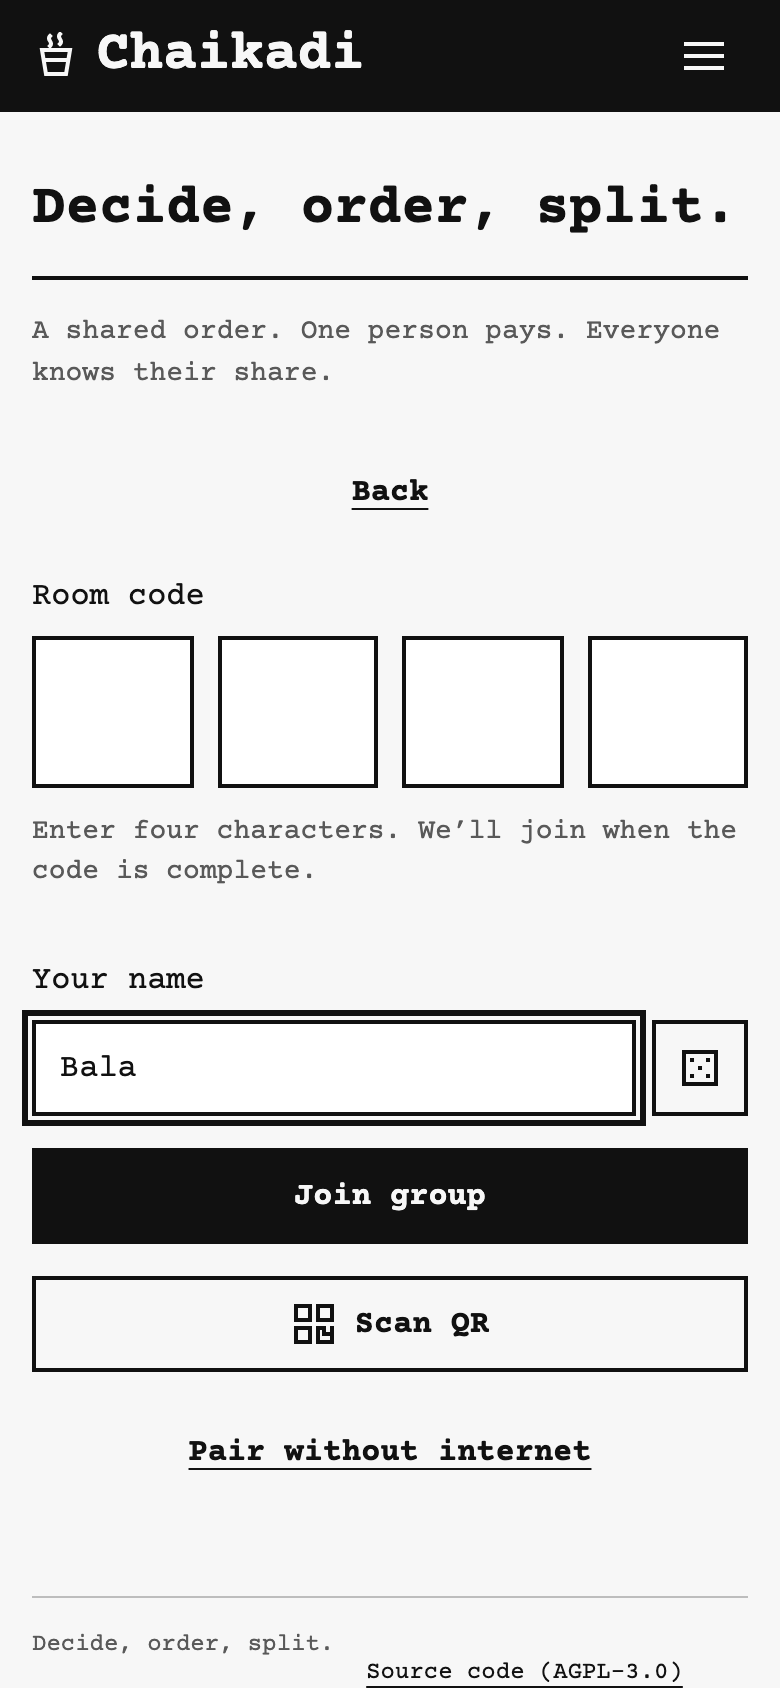 Chaikadi
Decide, order, split.
A shared order. One person pays. Everyone
knows their share.
Back
Room code
Enter four characters. We’ll join when the
code is complete.
Your name
Bala
Join group
Scan QR
Pair without internet
Decide, order, split.
Source code (AGPL-3.0)